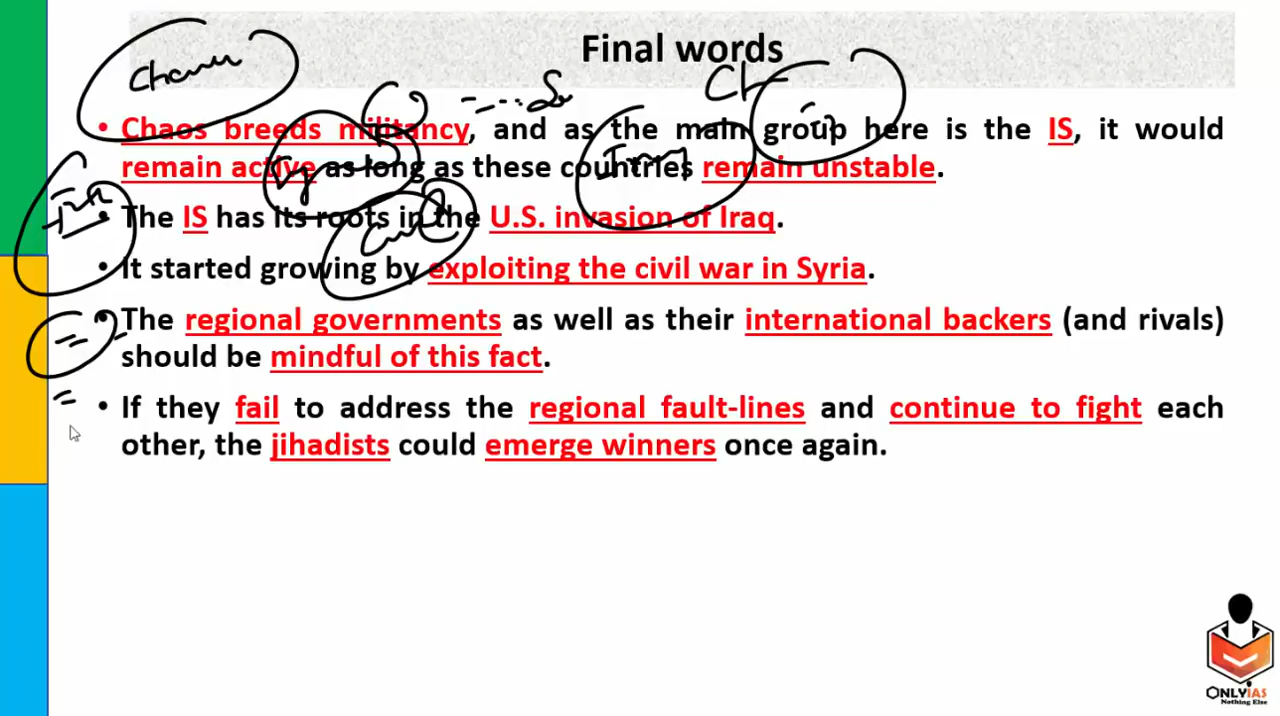 Final words
• Chaos breeds militancy, and as the main group here is the IS, it would
remain active as long as these countries remain unstable.
• The IS has its roots in the U.S. invasion of Iraq.
• It started growing by exploiting the civil war in Syria.
• The regional governments as well as their international backers (and rivals)
should be mindful of this fact.
• If they fail to address the regional fault-lines and continue to fight each
other, the jihadists could emerge winners once again.
ONLYIAS
Nothing Else